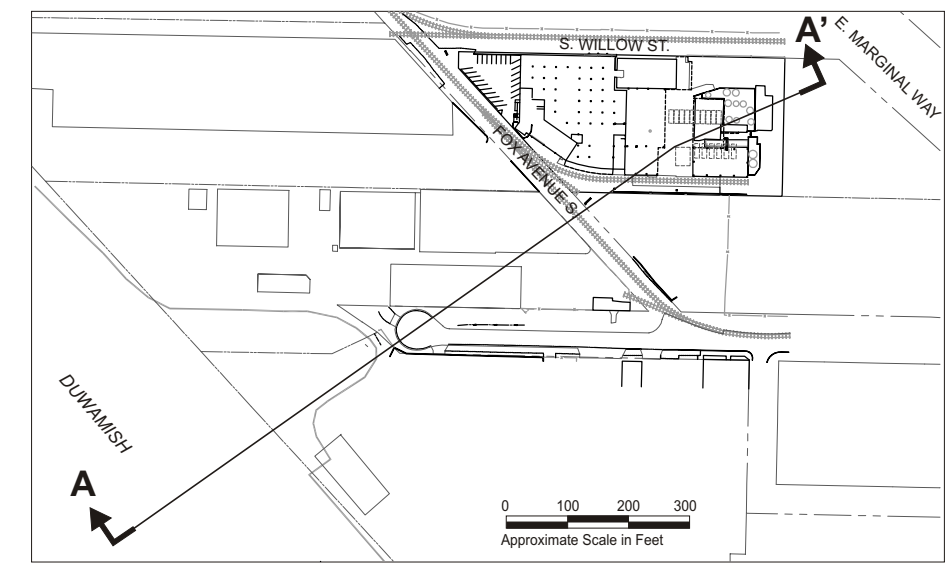 S. WILLOW ST.
A'
E. MARGINAL WAY
FOX AVENUE S.
DUWAMISH
A
0 100 200 300
Approximate Scale in Feet